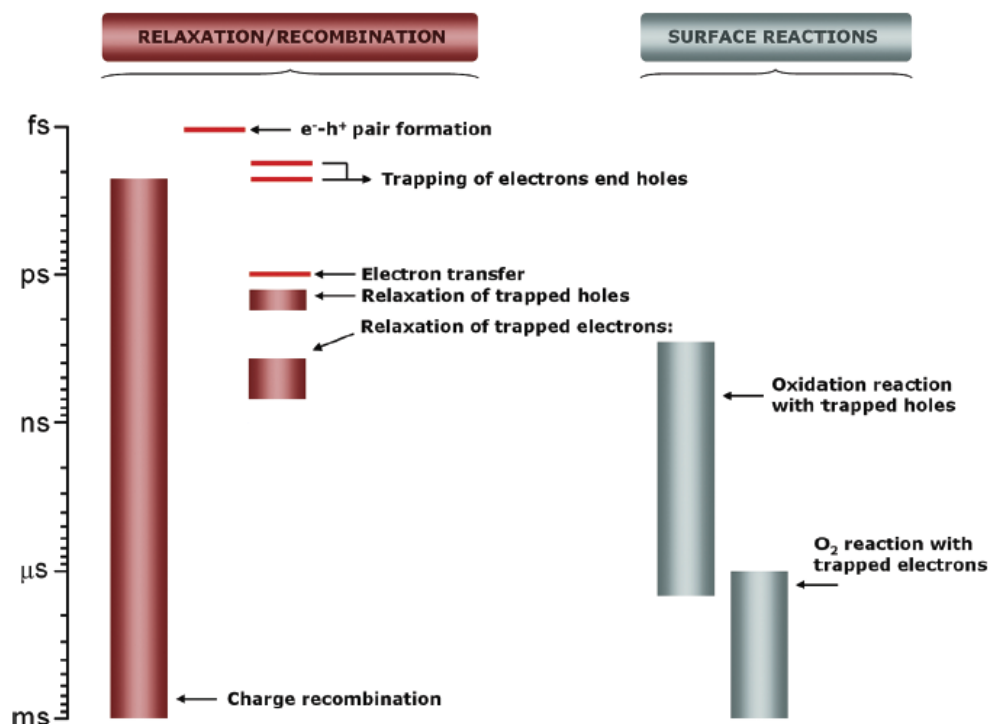 RELAXATION/RECOMBINATION
SURFACE REACTIONS
fs
e⁻-h⁺ pair formation
Trapping of electrons end holes
ps
Electron transfer
Relaxation of trapped holes
Relaxation of trapped electrons:
Oxidation reaction
with trapped holes
ns
O₂ reaction with
trapped electrons
μs
Charge recombination
ms